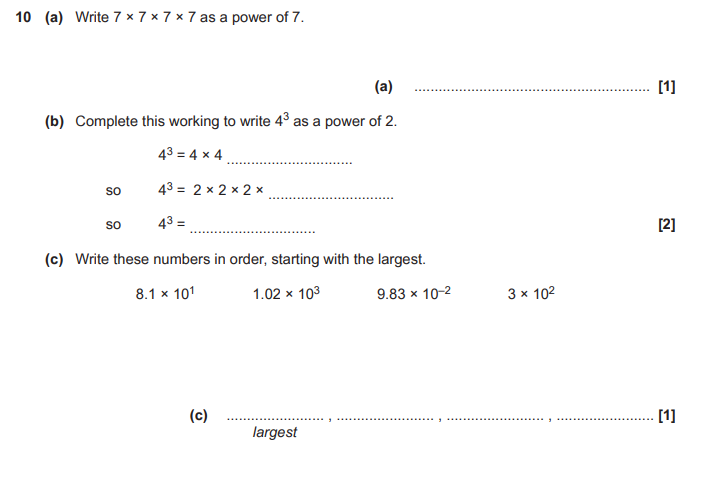 10 (a) Write 7 × 7 × 7 × 7 as a power of 7.
(a) .......................................................... [1]
(b) Complete this working to write 4³ as a power of 2.
4³ = 4 × 4 ...............................
so 4³ = 2 × 2 × 2 × ...............................
so 4³ = ............................... [2]
(c) Write these numbers in order, starting with the largest.
8.1 × 10¹ 1.02 × 10³ 9.83 × 10⁻² 3 × 10²
(c) ........................ , ........................ , ........................ , ........................ [1]
largest